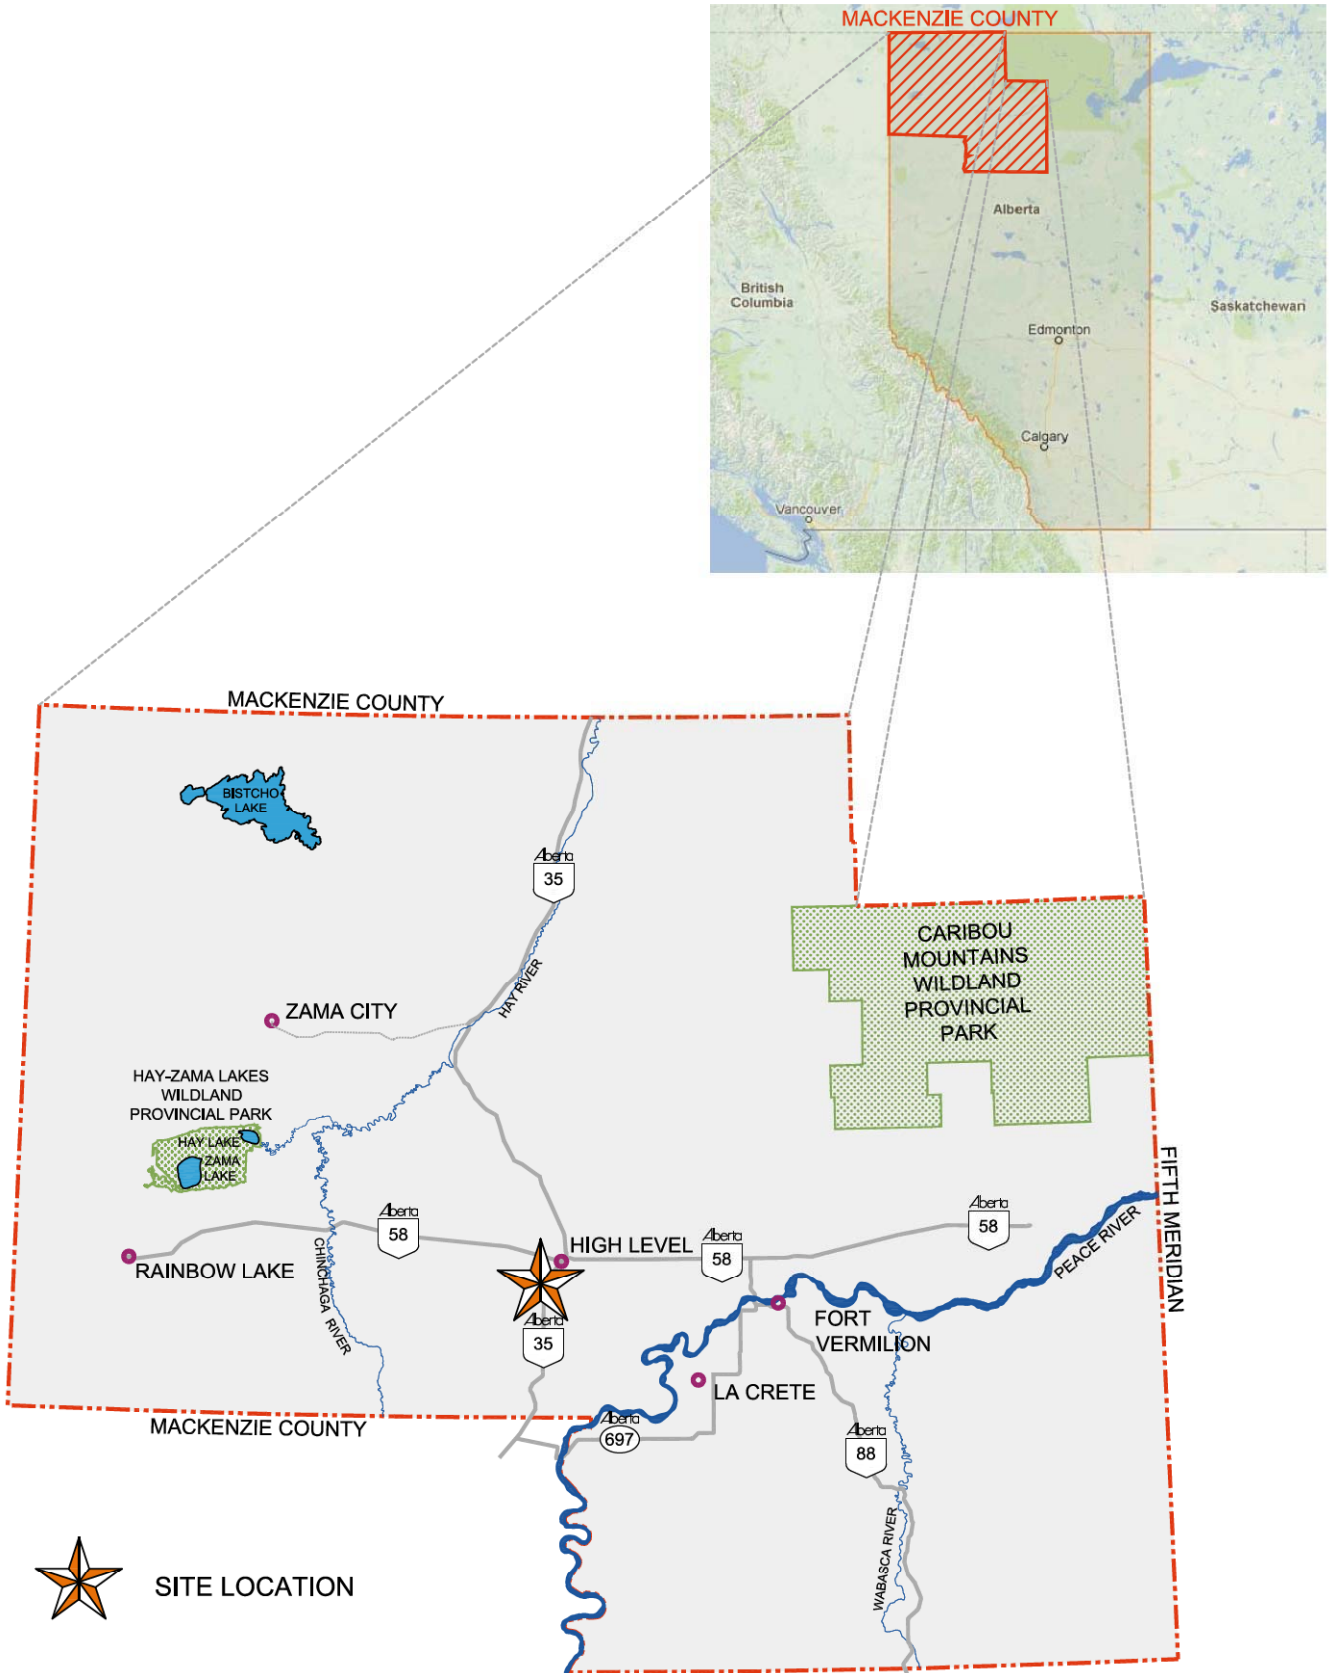 MACKENZIE COUNTY
Alberta
British
Columbia
Saskatchewan
Edmonton
Calgary
Vancouver
MACKENZIE COUNTY
BISTCHO
LAKE
Alberta
35
CARIBOU
MOUNTAINS
WILDLAND
PROVINCIAL
PARK
HAY RIVER
ZAMA CITY
HAY-ZAMA LAKES
WILDLAND
PROVINCIAL PARK
HAY LAKE
ZAMA
LAKE
FIFTH MERIDIAN
Alberta
58
Alberta
58
Alberta
58
HIGH LEVEL
PEACE RIVER
RAINBOW LAKE
CHINCHAGA RIVER
Alberta
35
FORT
VERMILION
LA CRETE
MACKENZIE COUNTY
Alberta
697
Alberta
88
WABASCA RIVER
SITE LOCATION